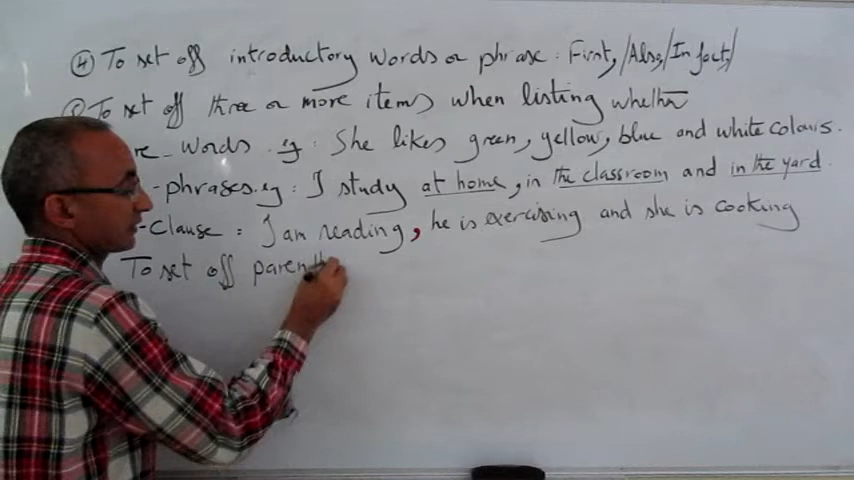 ④ To set off introductory words or phrase : First, /Also,/In fact,/
To set off three or more items when listing whether
- words . eg : She likes green, yellow, blue and white colours.
- phrases. eg : I study at home, in the classroom and in the yard.
- Clause : I am reading, he is exercising and she is cooking
To set off parenth